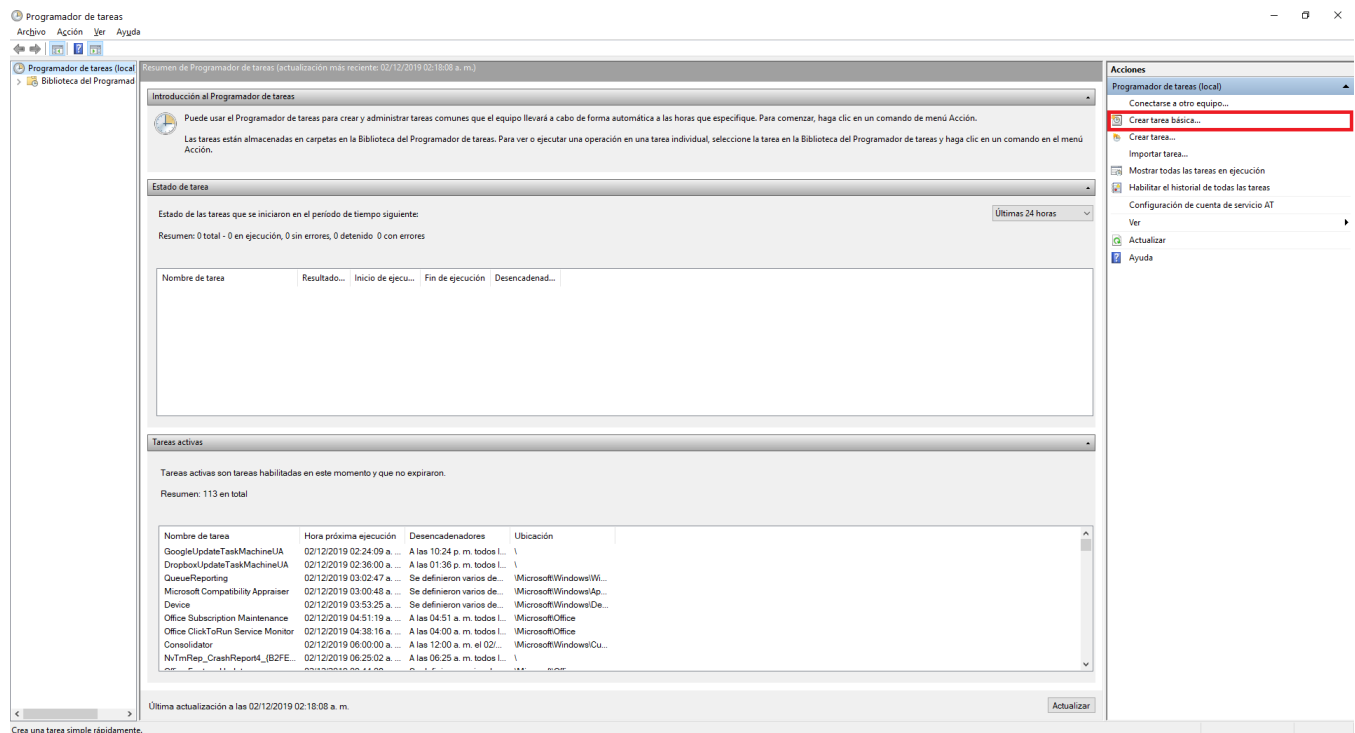 Programador de tareas
Archivo Acción Ver Ayuda
Programador de tareas (local
Biblioteca del Programad
Resumen de Programador de tareas (actualización más reciente: 02/12/2019 02:18:08 a. m.)
Introducción al Programador de tareas
Puede usar el Programador de tareas para crear y administrar tareas comunes que el equipo llevará a cabo de forma automática a las horas que especifique. Para comenzar, haga clic en un comando de menú Acción.
Las tareas están almacenadas en carpetas en la Biblioteca del Programador de tareas. Para ver o ejecutar una operación en una tarea individual, seleccione la tarea en la Biblioteca del Programador de tareas y haga clic en un comando en el menú
Acción.
Estado de tarea
Estado de las tareas que se iniciaron en el período de tiempo siguiente: Últimas 24 horas
Resumen: 0 total - 0 en ejecución, 0 sin errores, 0 detenido 0 con errores
Nombre de tarea Resultado... Inicio de ejecu... Fin de ejecución Desencadenad...
Tareas activas
Tareas activas son tareas habilitadas en este momento y que no expiraron.
Resumen: 113 en total
Nombre de tarea Hora próxima ejecución Desencadenadores Ubicación
GoogleUpdateTaskMachineUA 02/12/2019 02:24:09 a. ... A las 10:24 p. m. todos l... \
DropboxUpdateTaskMachineUA 02/12/2019 02:36:00 a. ... A las 01:36 p. m. todos l... \
QueueReporting 02/12/2019 03:02:47 a. ... Se definieron varios de... \Microsoft\Windows\Wi...
Microsoft Compatibility Appraiser 02/12/2019 03:00:48 a. ... Se definieron varios de... \Microsoft\Windows\Ap...
Device 02/12/2019 03:53:25 a. ... Se definieron varios de... \Microsoft\Windows\De...
Office Subscription Maintenance 02/12/2019 04:51:19 a. ... A las 04:51 a. m. todos l... \Microsoft\Office
Office ClickToRun Service Monitor 02/12/2019 04:38:16 a. ... A las 04:00 a. m. todos l... \Microsoft\Office
Consolidator 02/12/2019 06:00:00 a. ... A las 12:00 a. m. el 02/... \Microsoft\Windows\Cu...
NvTmRep_CrashReport4_{B2FE... 02/12/2019 06:25:02 a. ... A las 06:25 a. m. todos l... \
Última actualización a las 02/12/2019 02:18:08 a. m. Actualizar
Acciones
Programador de tareas (local)
Conectarse a otro equipo...
Crear tarea básica...
Crear tarea...
Importar tarea...
Mostrar todas las tareas en ejecución
Habilitar el historial de todas las tareas
Configuración de cuenta de servicio AT
Ver
Actualizar
Ayuda
Crea una tarea simple rápidamente.